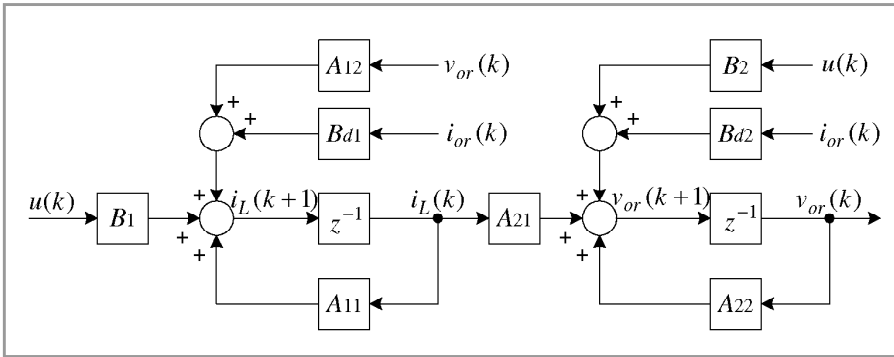 A12
v_or(k)
B2
u(k)
+ +
+ +
Bd1
i_or(k)
Bd2
i_or(k)
u(k)
B1
+
+
+
i_L(k+1)
z⁻¹
i_L(k)
A21
+
+
+
v_or(k+1)
z⁻¹
v_or(k)
A11
A22